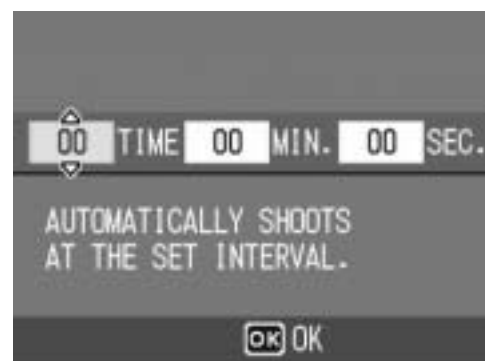 00 TIME 00 MIN. 00 SEC.
AUTOMATICALLY SHOOTS
AT THE SET INTERVAL.
OK OK